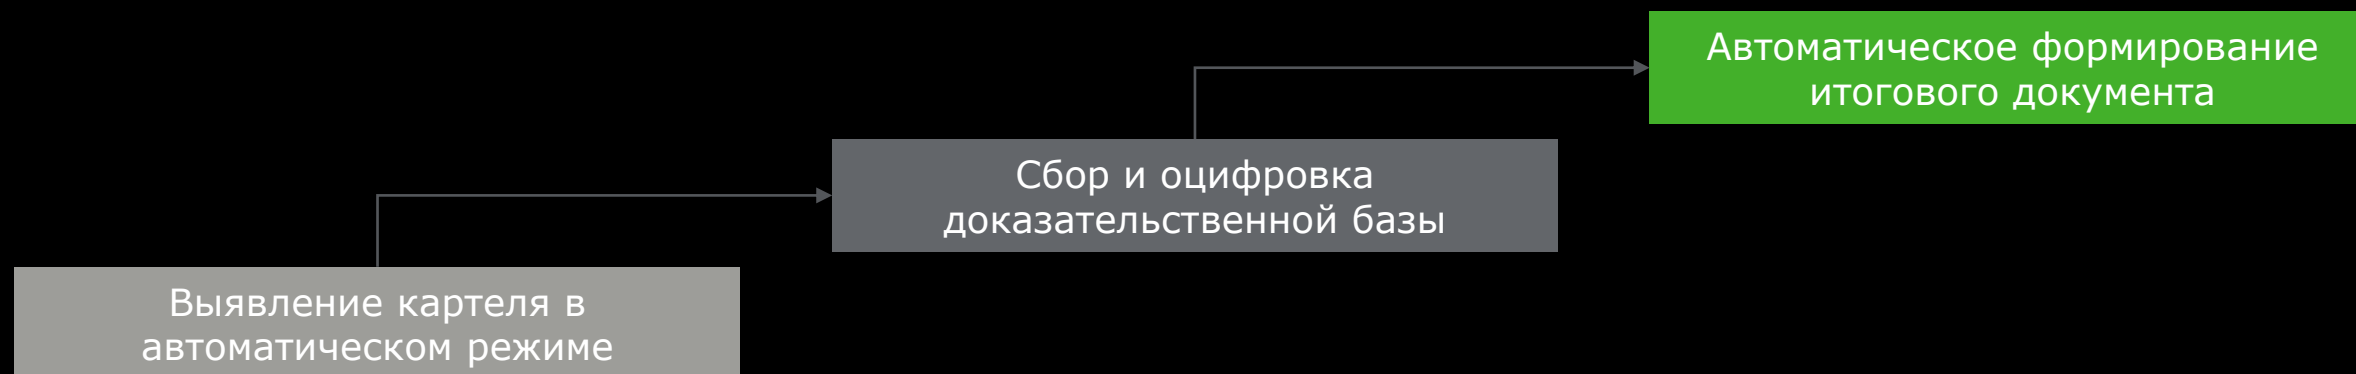 Автоматическое формирование
итогового документа
Сбор и оцифровка
доказательственной базы
Выявление картеля в
автоматическом режиме